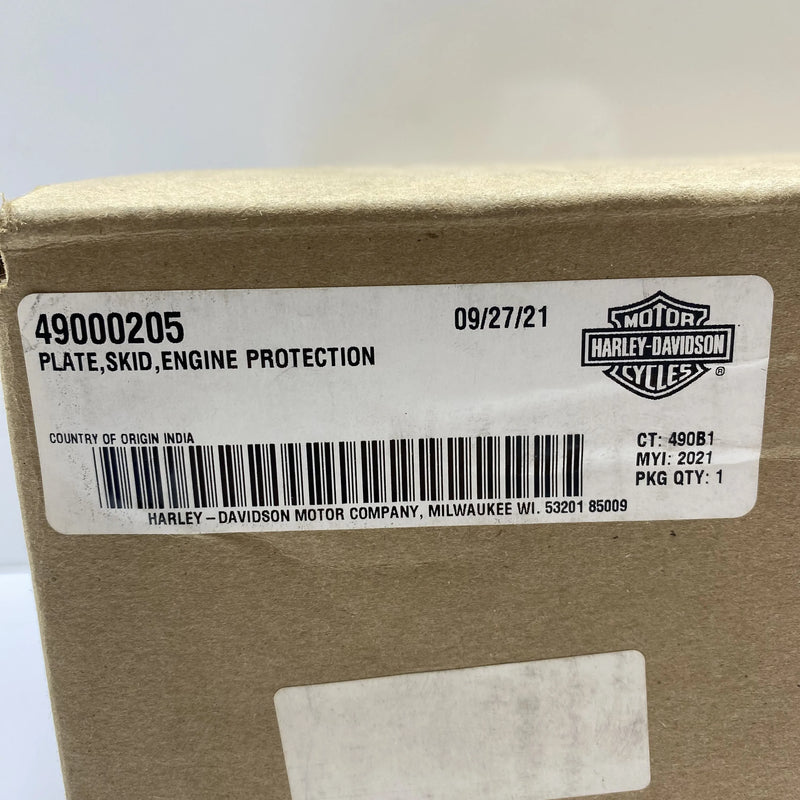 49000205
09/27/21
PLATE,SKID,ENGINE PROTECTION
MOTOR
HARLEY-DAVIDSON
CYCLES®
COUNTRY OF ORIGIN INDIA
CT: 490B1
MYI: 2021
PKG QTY: 1
HARLEY-DAVIDSON MOTOR COMPANY, MILWAUKEE WI. 53201 85009